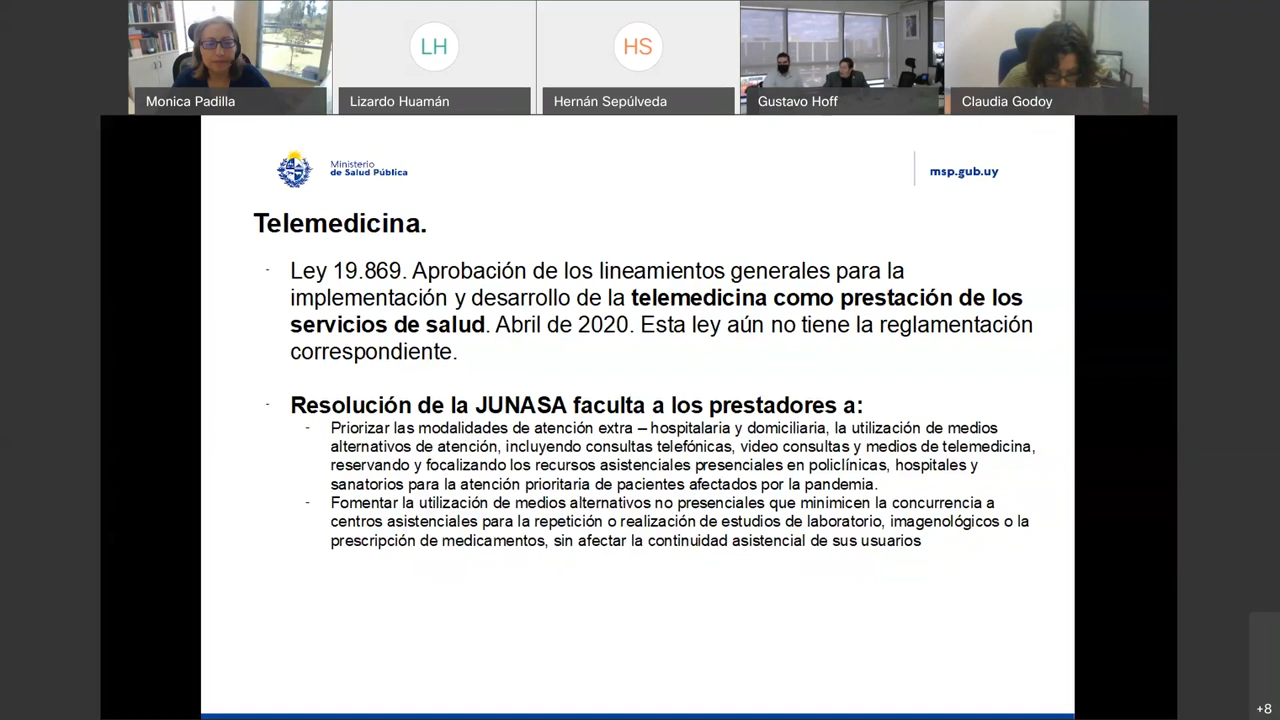 LH
HS
Monica Padilla
Lizardo Huamán
Hernán Sepúlveda
Gustavo Hoff
Claudia Godoy
Ministerio
de Salud Pública
msp.gub.uy
Telemedicina.
- Ley 19.869. Aprobación de los lineamientos generales para la
implementación y desarrollo de la telemedicina como prestación de los
servicios de salud. Abril de 2020. Esta ley aún no tiene la reglamentación
correspondiente.
- Resolución de la JUNASA faculta a los prestadores a:
- Priorizar las modalidades de atención extra – hospitalaria y domiciliaria, la utilización de medios
alternativos de atención, incluyendo consultas telefónicas, video consultas y medios de telemedicina,
reservando y focalizando los recursos asistenciales presenciales en policlínicas, hospitales y
sanatorios para la atención prioritaria de pacientes afectados por la pandemia.
- Fomentar la utilización de medios alternativos no presenciales que minimicen la concurrencia a
centros asistenciales para la repetición o realización de estudios de laboratorio, imagenológicos o la
prescripción de medicamentos, sin afectar la continuidad asistencial de sus usuarios
+8